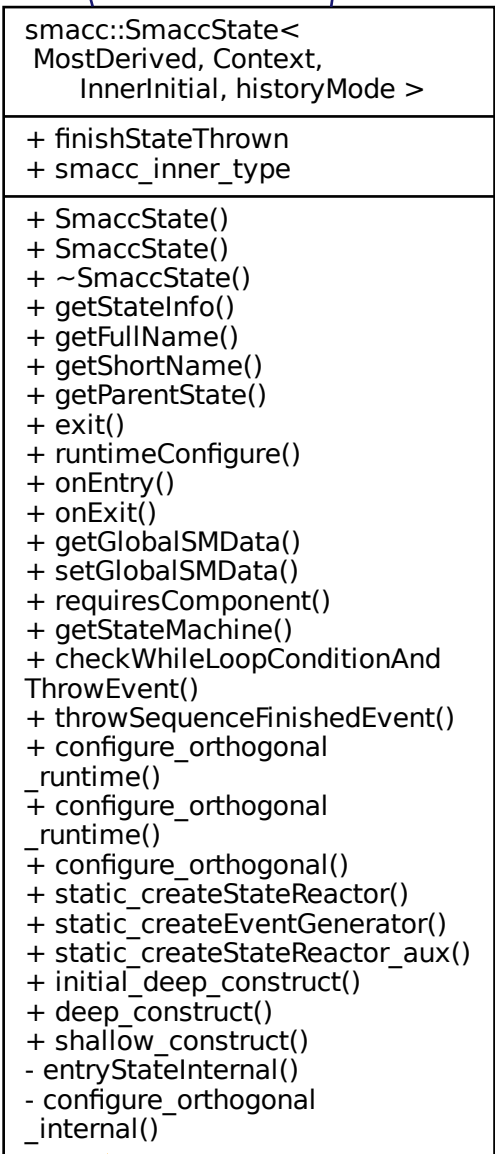 smacc::SmaccState<
MostDerived, Context,
InnerInitial, historyMode >
+ finishStateThrown
+ smacc_inner_type
+ SmaccState()
+ SmaccState()
+ ~SmaccState()
+ getStateInfo()
+ getFullName()
+ getShortName()
+ getParentState()
+ exit()
+ runtimeConfigure()
+ onEntry()
+ onExit()
+ getGlobalSMData()
+ setGlobalSMData()
+ requiresComponent()
+ getStateMachine()
+ checkWhileLoopConditionAnd
ThrowEvent()
+ throwSequenceFinishedEvent()
+ configure_orthogonal
_runtime()
+ configure_orthogonal
_runtime()
+ configure_orthogonal()
+ static_createStateReactor()
+ static_createEventGenerator()
+ static_createStateReactor_aux()
+ initial_deep_construct()
+ deep_construct()
+ shallow_construct()
- entryStateInternal()
- configure_orthogonal
_internal()